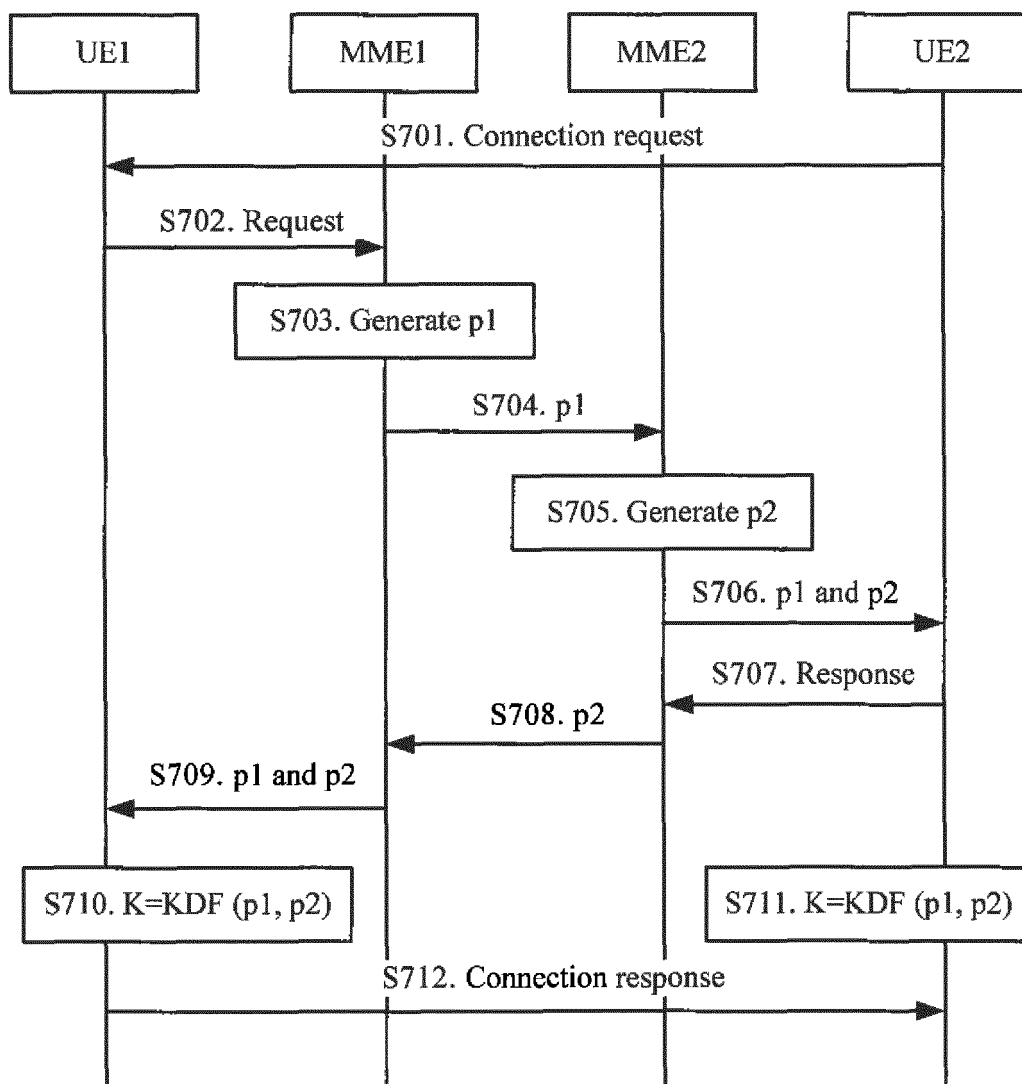 UE1
MME1
MME2
UE2
S701. Connection request
S702. Request
S703. Generate p1
S704. p1
S705. Generate p2
S706. p1 and p2
S707. Response
S708. p2
S709. p1 and p2
S710. K=KDF (p1, p2)
S711. K=KDF (p1, p2)
S712. Connection response